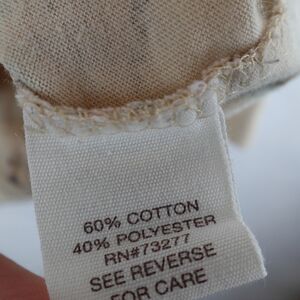 60% COTTON
40% POLYESTER
RN#73277
SEE REVERSE
FOR CARE